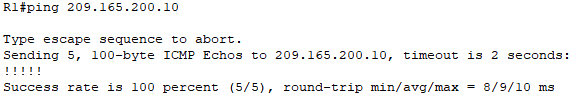 R1#ping 209.165.200.10
Type escape sequence to abort.
Sending 5, 100-byte ICMP Echos to 209.165.200.10, timeout is 2 seconds:
!!!!!
Success rate is 100 percent (5/5), round-trip min/avg/max = 8/9/10 ms